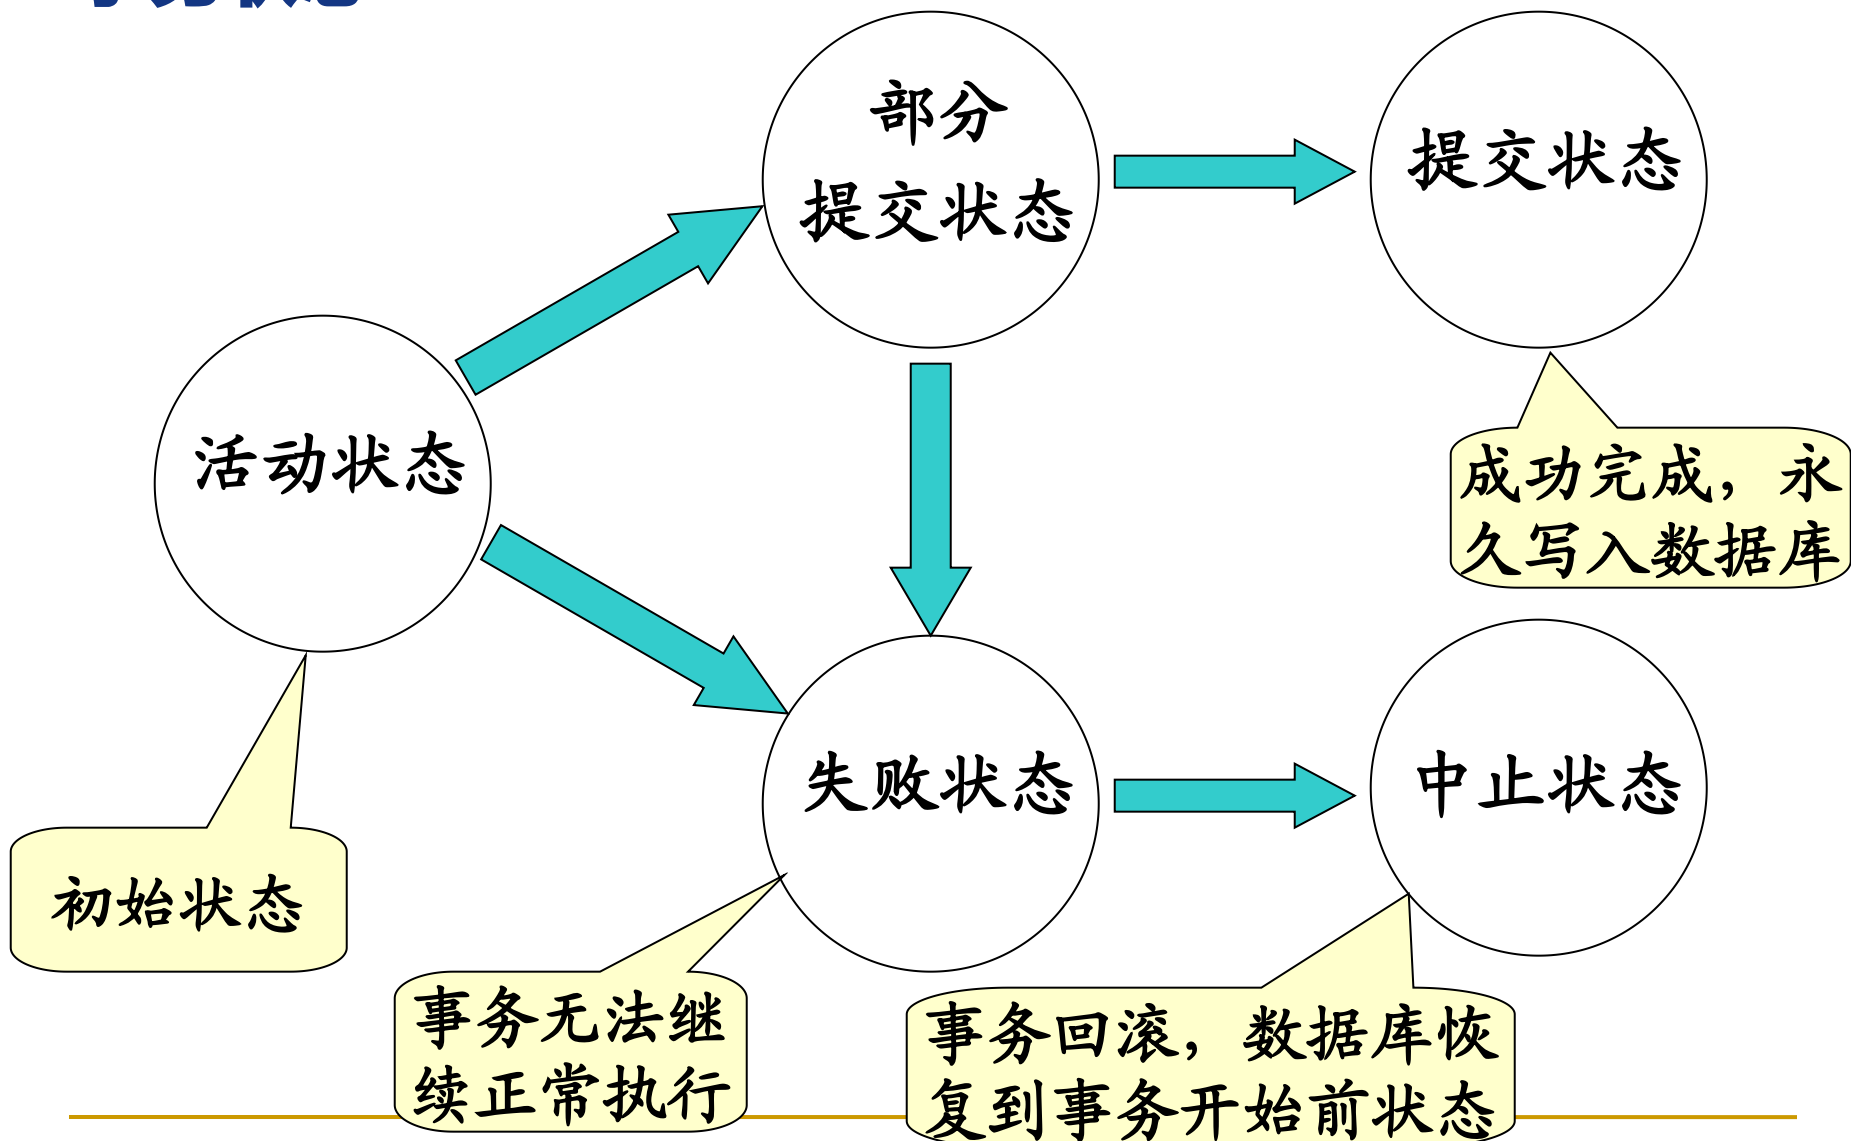 部分
提交状态
提交状态
活动状态
成功完成，永
久写入数据库
失败状态
中止状态
初始状态
事务无法继
续正常执行
事务回滚，数据库恢
复到事务开始前状态